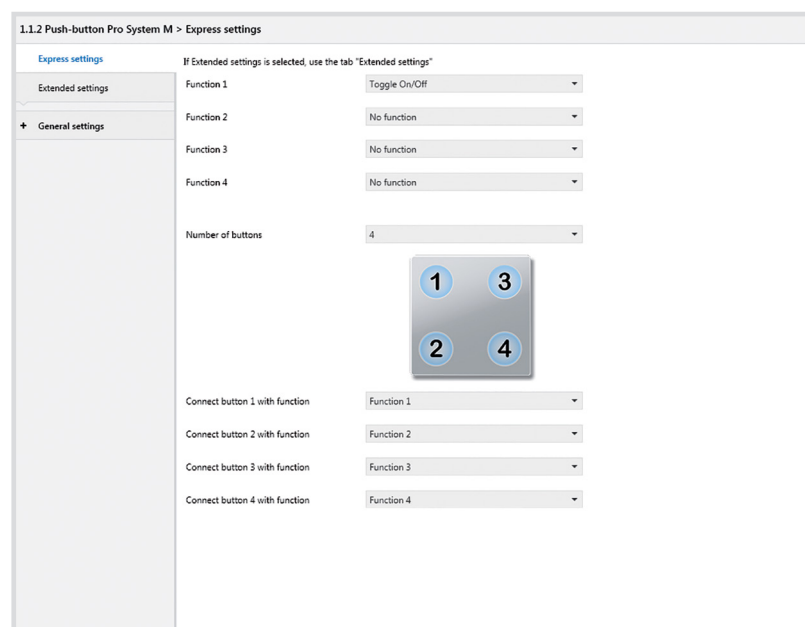 1.1.2 Push-button Pro System M > Express settings
Express settings
Extended settings
+ General settings
If Extended settings is selected, use the tab "Extended settings"
Function 1 Toggle On/Off
Function 2 No function
Function 3 No function
Function 4 No function
Number of buttons 4
1 3
2 4
Connect button 1 with function Function 1
Connect button 2 with function Function 2
Connect button 3 with function Function 3
Connect button 4 with function Function 4